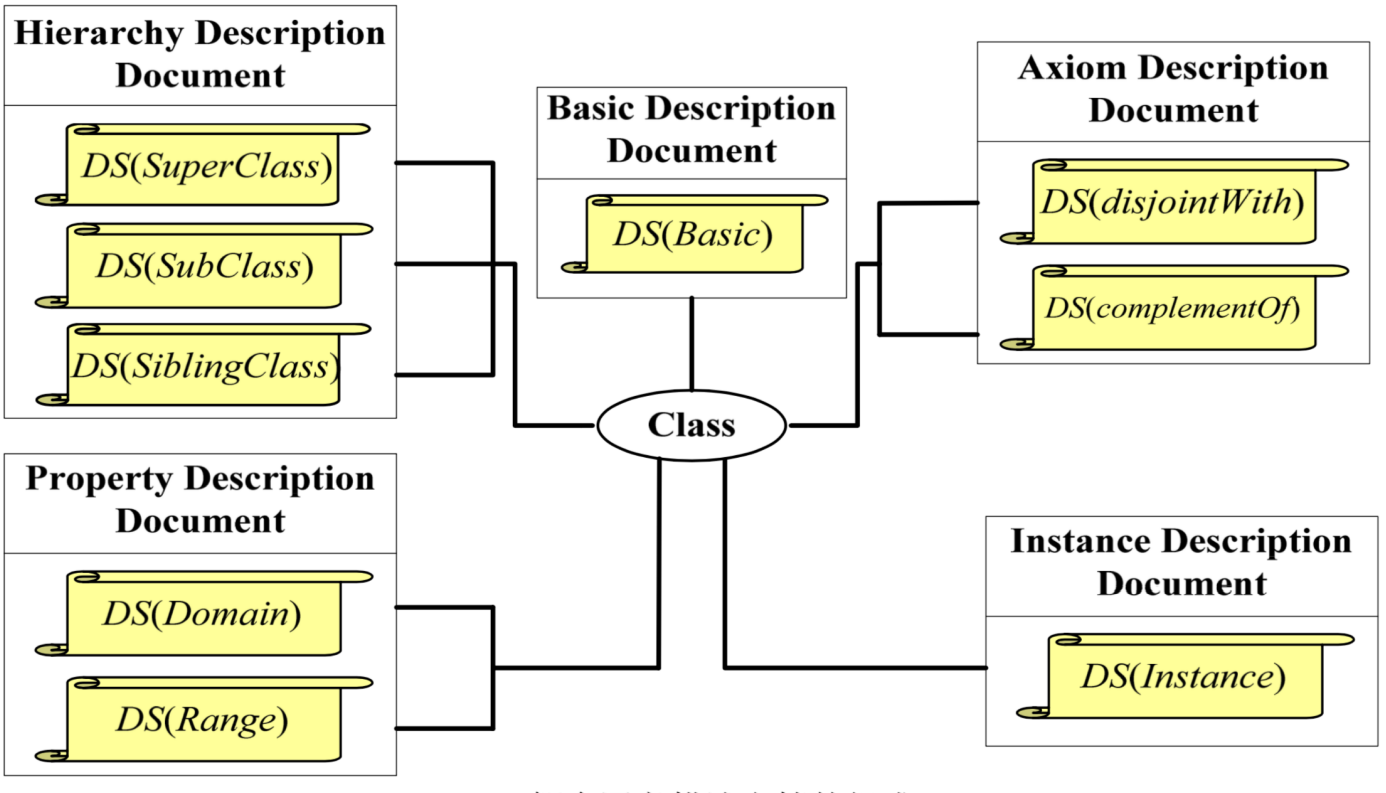 Hierarchy Description
Document
DS(SuperClass)
DS(SubClass)
DS(SiblingClass)
Basic Description
Document
DS(Basic)
Axiom Description
Document
DS(disjointWith)
DS(complementOf)
Class
Property Description
Document
DS(Domain)
DS(Range)
Instance Description
Document
DS(Instance)